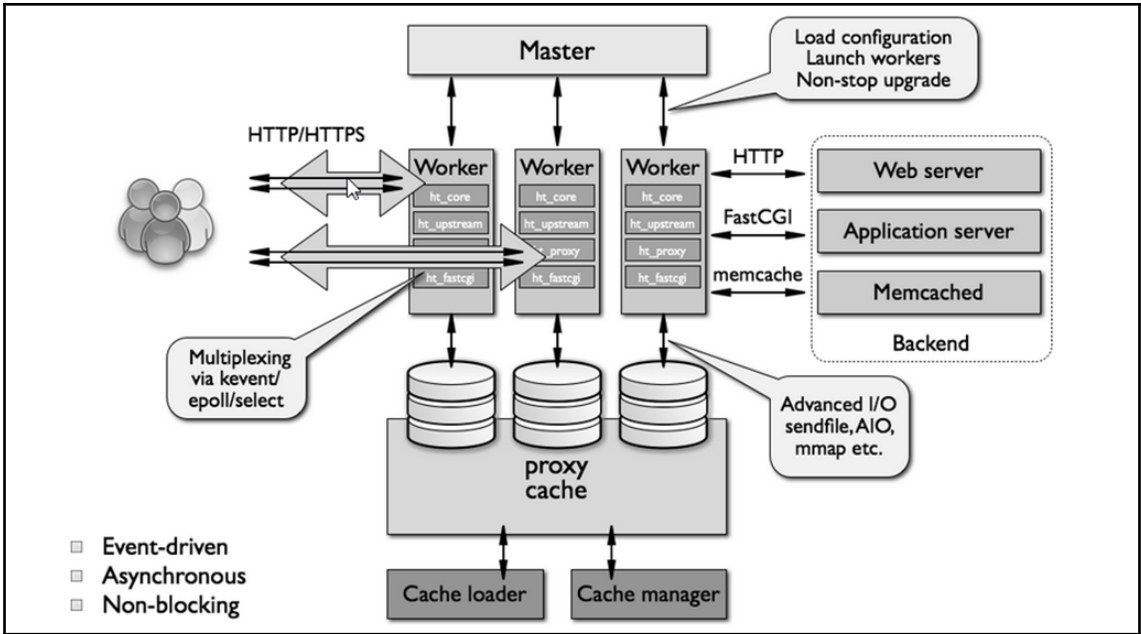 Master
Load configuration
Launch workers
Non-stop upgrade
HTTP/HTTPS
Worker
ht_core
ht_upstream
ht_fastcgi
Worker
ht_core
ht_upstream
ht_proxy
ht_fastcgi
Worker
ht_core
ht_upstream
ht_proxy
ht_fastcgi
HTTP
FastCGI
memcache
Web server
Application server
Memcached
Backend
Multiplexing
via kevent/
epoll/select
Advanced I/O
sendfile, AIO,
mmap etc.
proxy
cache
Event-driven
Asynchronous
Non-blocking
Cache loader
Cache manager